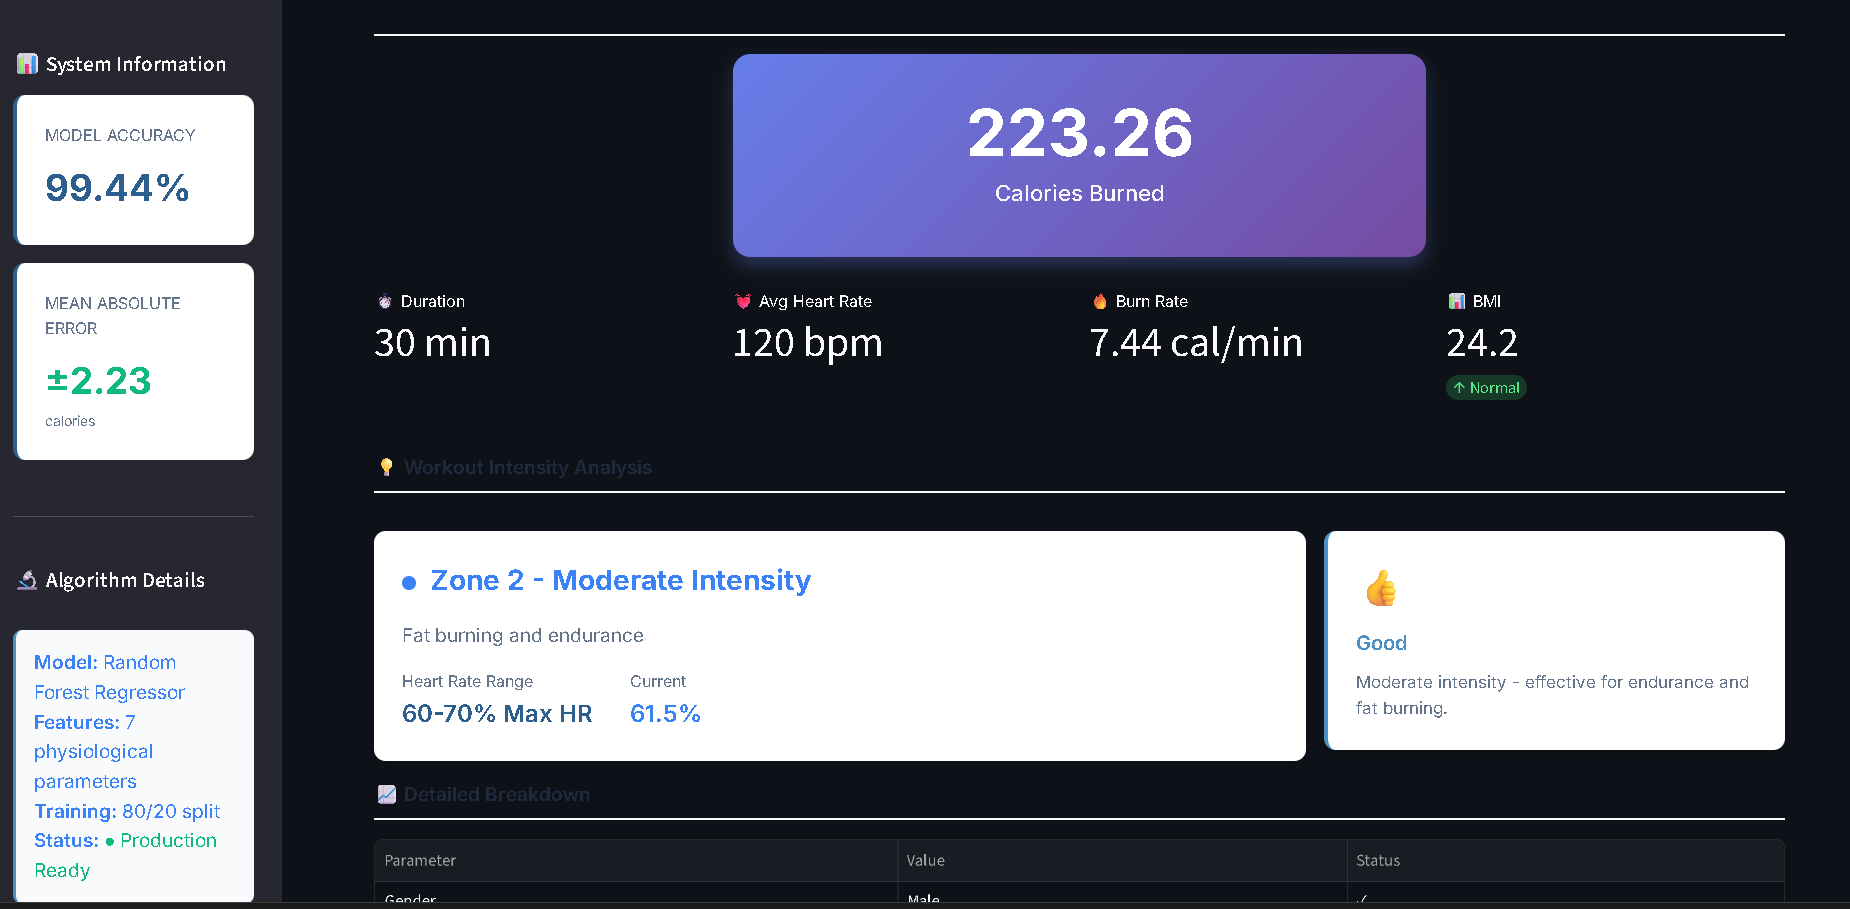 System Information
MODEL ACCURACY
99.44%
MEAN ABSOLUTE
ERROR
±2.23
calories
Algorithm Details
Model: Random
Forest Regressor
Features: 7
physiological
parameters
Training: 80/20 split
Status: ● Production
Ready
223.26
Calories Burned
Duration
30 min
Avg Heart Rate
120 bpm
Burn Rate
7.44 cal/min
BMI
24.2
↑ Normal
Workout Intensity Analysis
Zone 2 - Moderate Intensity
Fat burning and endurance
Heart Rate Range
60-70% Max HR
Current
61.5%
Good
Moderate intensity - effective for endurance and
fat burning.
Detailed Breakdown
Parameter Value Status
Gender Male ✓